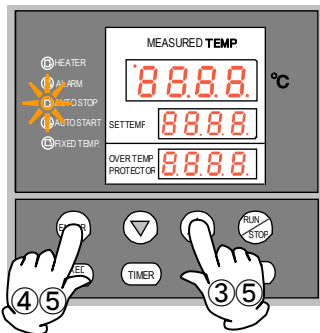 MEASURED TEMP
HEATER
ALARM
8.8.8.8.
°C
AUTO STOP
AUTO START
SET TEMP
8.8.8.8.
FIXED TEMP.
OVER TEMP
PROTECTOR
8.8.8.8.
RUN
STOP
TIMER
④⑤
③⑤